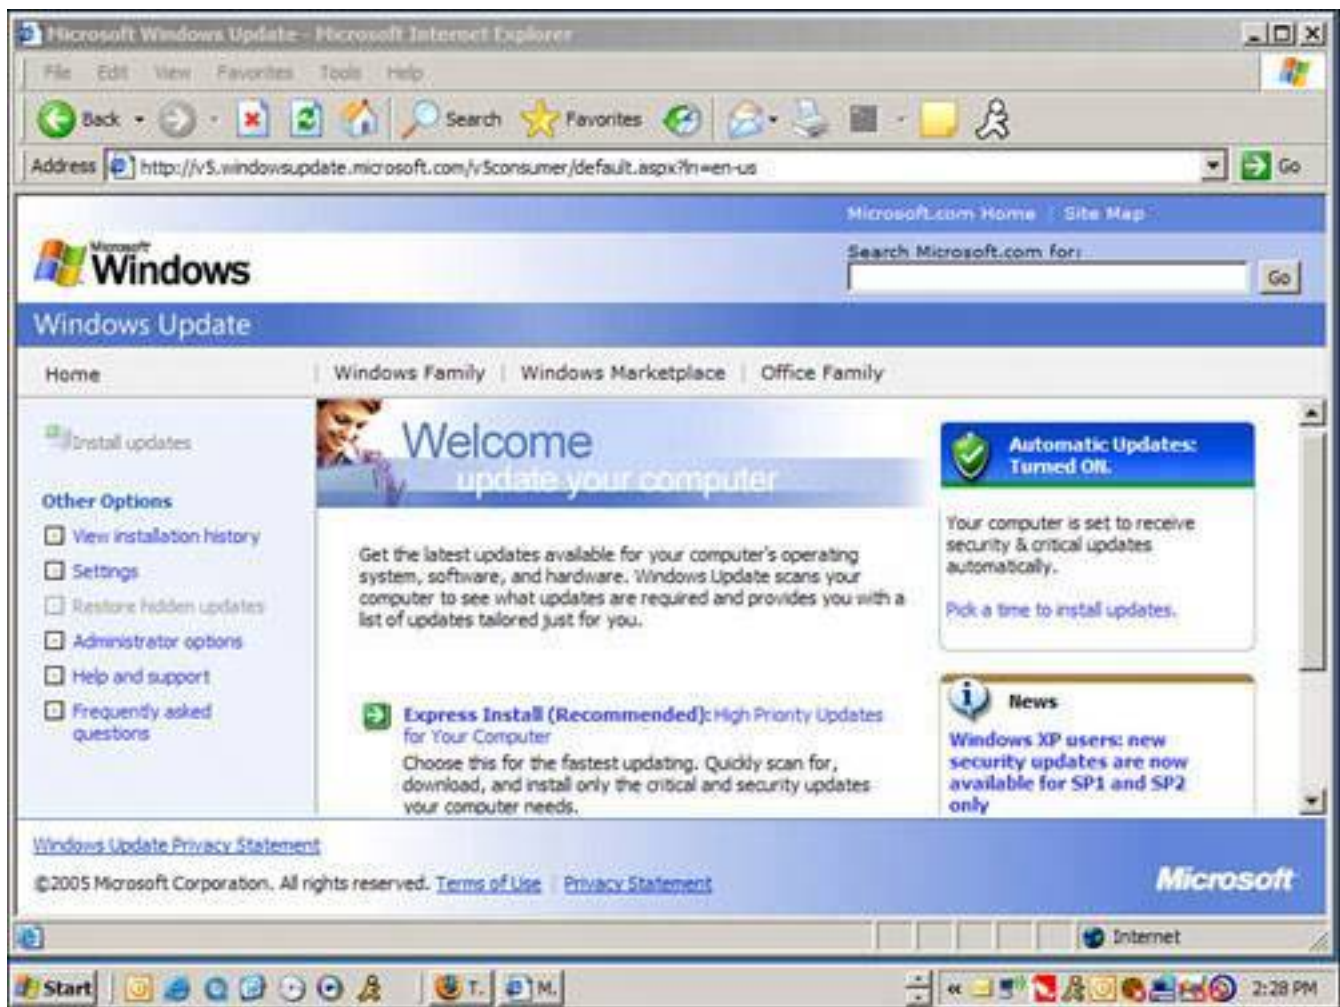 Microsoft Windows Update - Microsoft Internet Explorer
File Edit View Favorites Tools Help
Back Search Favorites
Address http://v5.windowsupdate.microsoft.com/v5consumer/default.aspx?ln=en-us Go
Microsoft.com Home | Site Map
Microsoft
Windows
Search Microsoft.com for:
Go
Windows Update
Home | Windows Family | Windows Marketplace | Office Family
Install updates
Other Options
View installation history
Settings
Restore hidden updates
Administrator options
Help and support
Frequently asked
questions
Welcome
update your computer
Get the latest updates available for your computer's operating
system, software, and hardware. Windows Update scans your
computer to see what updates are required and provides you with a
list of updates tailored just for you.
Express Install (Recommended): High Priority Updates
for Your Computer
Choose this for the fastest updating. Quickly scan for,
download, and install only the critical and security updates
your computer needs.
Automatic Updates:
Turned ON.
Your computer is set to receive
security & critical updates
automatically.
Pick a time to install updates.
News
Windows XP users: new
security updates are now
available for SP1 and SP2
only
Windows Update Privacy Statement
©2005 Microsoft Corporation. All rights reserved. Terms of Use | Privacy Statement
Microsoft
Internet
Start T. M. « 2:28 PM